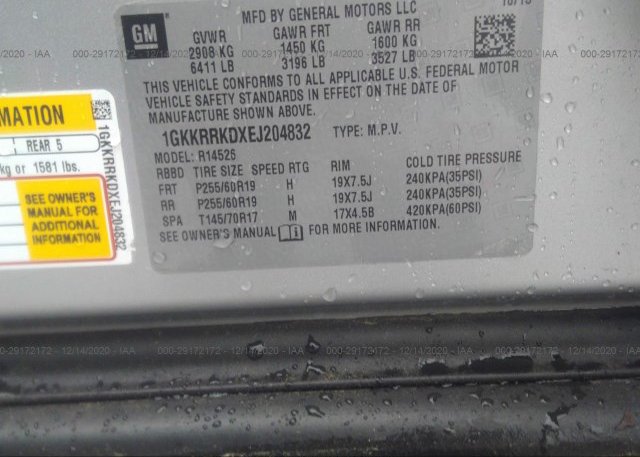 MFD BY GENERAL MOTORS LLC
GM
GVWR GAWR FRT GAWR RR
2908 KG 1450 KG 1600 KG
6411 LB 3196 LB 3527 LB
THIS VEHICLE CONFORMS TO ALL APPLICABLE U.S. FEDERAL MOTOR
VEHICLE SAFETY STANDARDS IN EFFECT ON THE DATE OF
MANUFACTURE SHOWN ABOVE.
1GKKRRKDXEJ204832 TYPE: M.P.V.
MODEL: R14526
RBBD TIRE SIZE SPEED RTG RIM COLD TIRE PRESSURE
FRT P255/60R19 H 19X7.5J 240KPA(35PSI)
RR P255/60R19 H 19X7.5J 240KPA(35PSI)
SPA T145/70R17 M 17X4.5B 420KPA(60PSI)
SEE OWNER'S MANUAL FOR MORE INFORMATION.
REAR 5
kg or 1581 lbs.
SEE OWNER'S
MANUAL FOR
ADDITIONAL
INFORMATION
1GKKRRKDXEJ204832
000-29172172 - 12/14/2020 - IAA